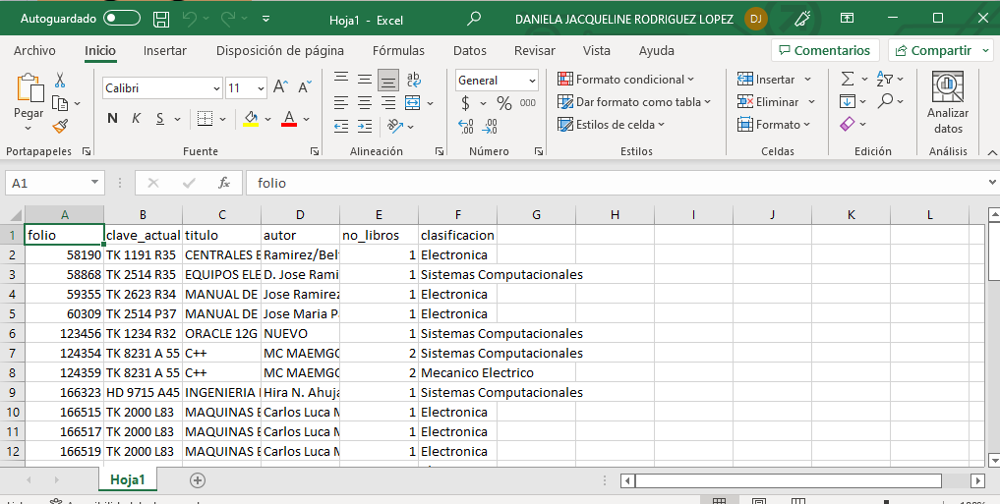 Autoguardado Hoja1 - Excel DANIELA JACQUELINE RODRIGUEZ LOPEZ DJ
Archivo Inicio Insertar Disposición de página Fórmulas Datos Revisar Vista Ayuda Comentarios Compartir
Pegar
Calibri 11
N K S
General
$ % 000
Formato condicional
Dar formato como tabla
Estilos de celda
Insertar
Eliminar
Formato
Analizar
datos
Portapapeles Fuente Alineación Número Estilos Celdas Edición Análisis
A1 fx folio
A B C D E F G H I J K L
1 folio clave_actual titulo autor no_libros clasificacion
2 58190 TK 1191 R35 CENTRALES E Ramirez/Bel 1 Electronica
3 58868 TK 2514 R35 EQUIPOS ELE D. Jose Rami 1 Sistemas Computacionales
4 59355 TK 2623 R34 MANUAL DE Jose Ramirez 1 Electronica
5 60309 TK 2514 P37 MANUAL DE Jose Maria P 1 Electronica
6 123456 TK 1234 R32 ORACLE 12G NUEVO 1 Sistemas Computacionales
7 124354 TK 8231 A 55 C++ MC MAEMGO 2 Sistemas Computacionales
8 124359 TK 8231 A 55 C++ MC MAEMGO 2 Mecanico Electrico
9 166323 HD 9715 A45 INGENIERIA Hira N. Ahuja 1 Sistemas Computacionales
10 166515 TK 2000 L83 MAQUINAS E Carlos Luca M 1 Electronica
11 166517 TK 2000 L83 MAQUINAS E Carlos Luca M 1 Electronica
12 166519 TK 2000 L83 MAQUINAS E Carlos Luca M 1 Electronica
Hoja1